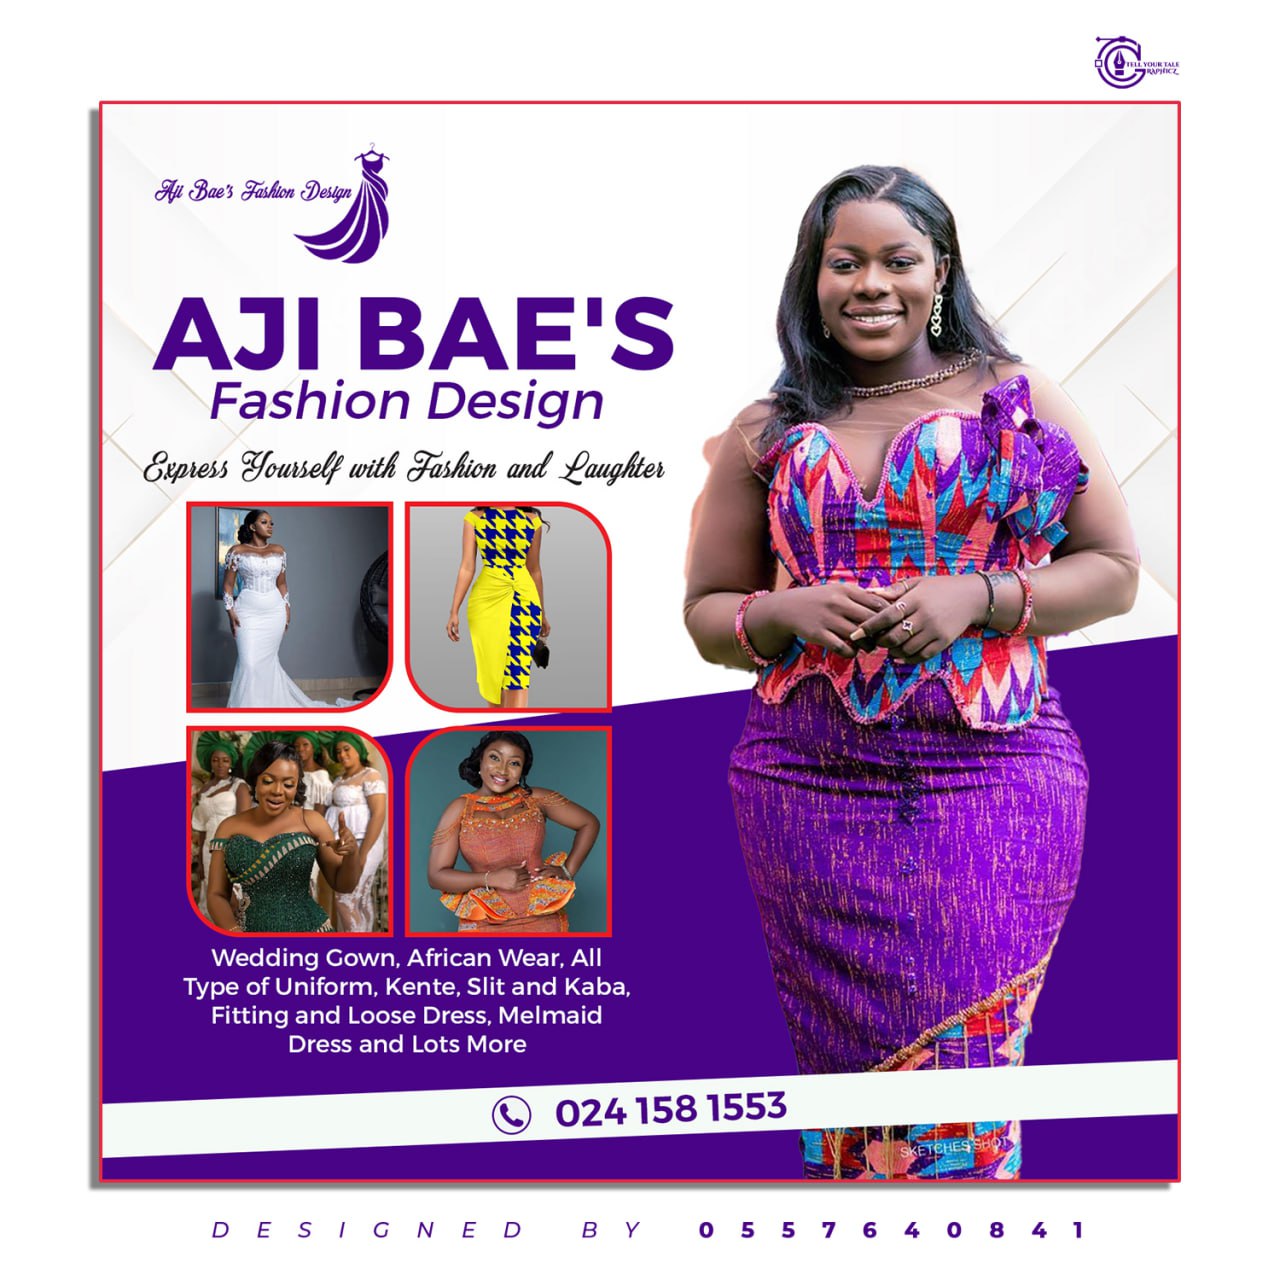 TELL YOUR TALE
GRAPHICZ
Aji Bae's Fashion Design
AJI BAE'S
Fashion Design
Express Yourself with Fashion and Laughter
Wedding Gown, African Wear, All
Type of Uniform, Kente, Slit and Kaba,
Fitting and Loose Dress, Melmaid
Dress and Lots More
024 158 1553
SKETCHES SHOT
DESIGNED BY 0557640841